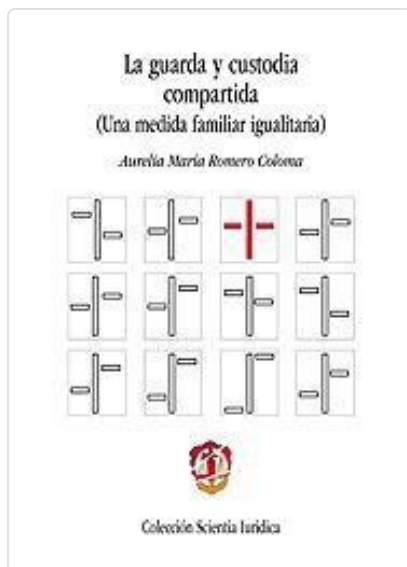 La guarda y custodia
compartida
(Una medida familiar igualitaria)
Aurelia María Romero Coloma
Colección Scientia Iuridica